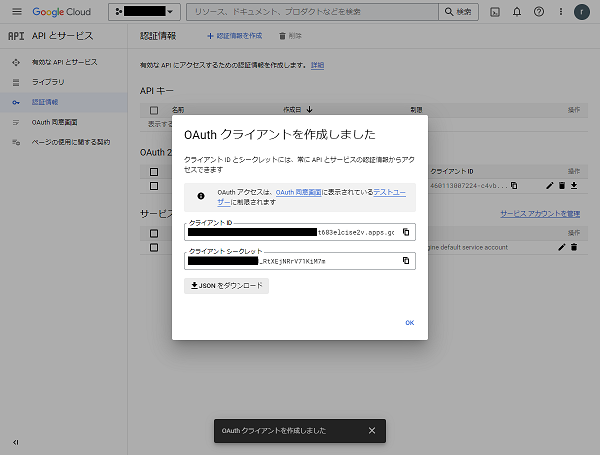 Google Cloud
リソース、ドキュメント、プロダクトなどを検索
検索
r
API
API とサービス
認証情報
認証情報を作成
削除
有効な API とサービス
ライブラリ
認証情報
OAuth 同意画面
ページの使用に関する契約
有効な API にアクセスするための認証情報を作成します。 詳細
API キー
名前
作成日
制限
操作
表示する
OAuth 2
クライアント ID
操作
460113807224-c4vb...
サービス
サービス アカウントを管理
操作
gine default service account
OAuth クライアントを作成しました
クライアント ID とシークレットには、常に API とサービスの認証情報からアク
セスできます
OAuth アクセスは、OAuth 同意画面に表示されているテストユー
ザーに制限されます
クライアント ID
t603elcise2v.apps.gc
クライアント シークレット
_RtXEjNRrV71KiM7m
JSON をダウンロード
OK
OAuth クライアントを作成しました